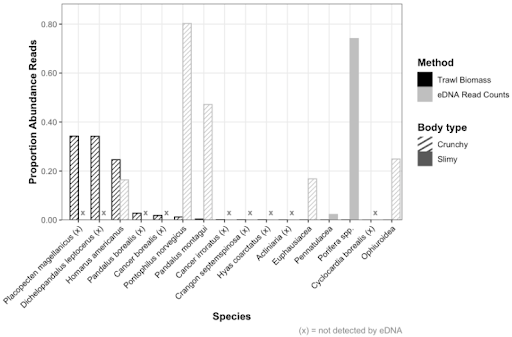 Proportion Abundance Reads
0.80
0.60
0.40
0.20
0.00
x x x x x x x x x
Placopecten magellanicus (x)
Dichelopandalus leptocerus (x)
Homarus americanus
Pandalus borealis (x)
Cancer borealis (x)
Pontophilus norvegicus
Pandalus montagui
Cancer irroratus (x)
Crangon septemspinosa (x)
Hyas coarctatus (x)
Actiniaria (x)
Euphausiacea
Pennatulacea
Porifera spp.
Cyclocardia borealis (x)
Ophiuroidea
Species
Method
Trawl Biomass
eDNA Read Counts
Body type
Crunchy
Slimy
(x) = not detected by eDNA